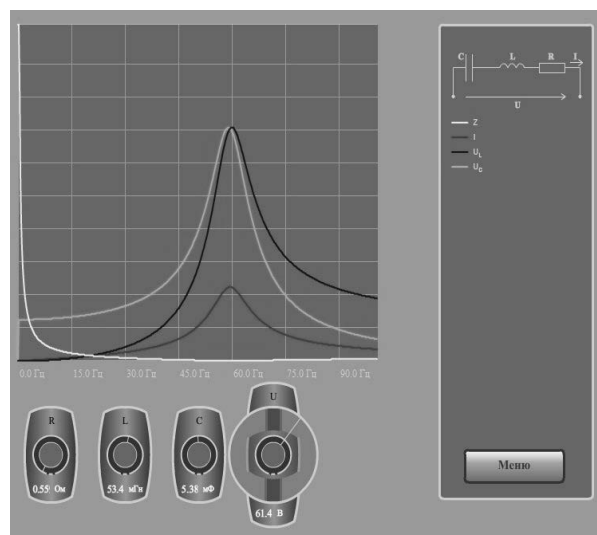 C L R I
U
Z
I
U_L
U_C
0.0 Гц 15.0 Гц 30.0 Гц 45.0 Гц 60.0 Гц 75.0 Гц 90.0 Гц
R L C U
0.55 Ом 53.4 мГн 5.38 мФ
61.4 В
Меню